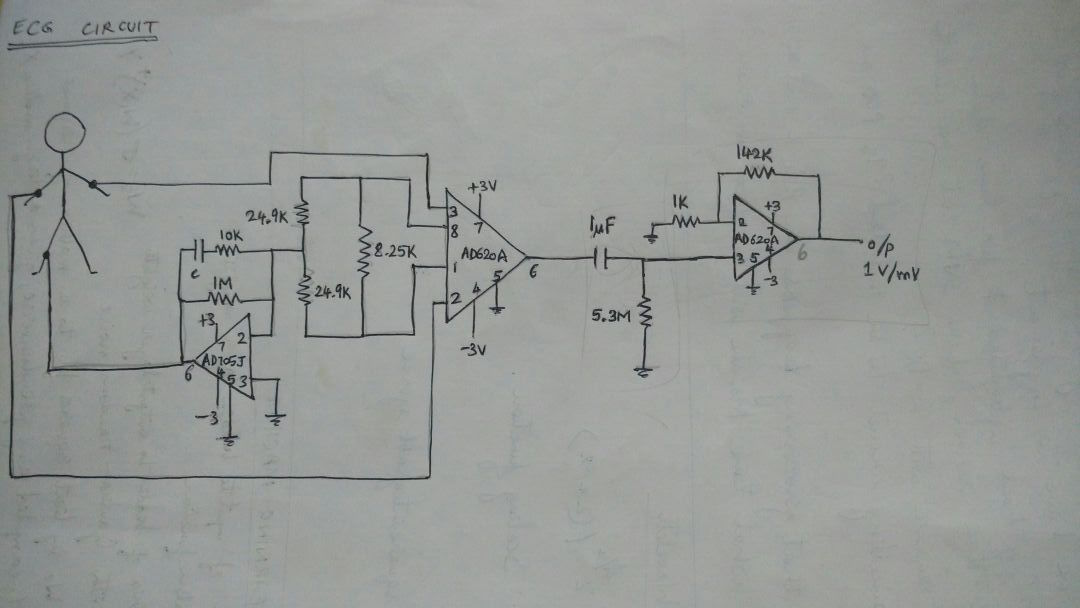 ECG CIRCUIT
142K
+3V
1K
+3
24.9K
3
7
10K
8
1μF
2
7
8.25K
AD620A
AD620A
o/p
C
1
6
3
5
4
6
1V/mV
1M
24.9K
5
-3
+3
2
4
5.3M
7
2
AD705J
-3V
6
4
5
3
-3